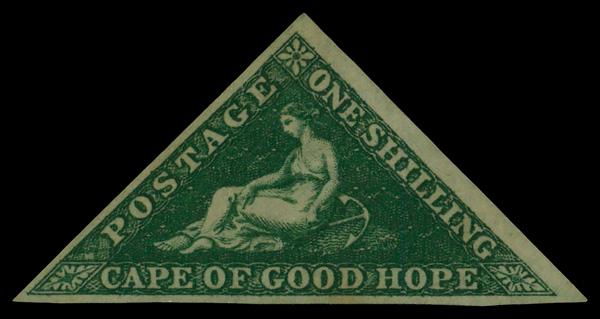 POSTAGE
ONE SHILLING
CAPE OF GOOD HOPE